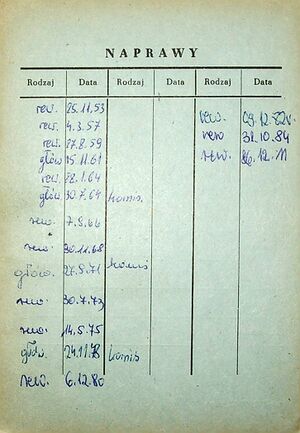 NAPRAWY
Rodzaj Data Rodzaj Data Rodzaj Data
rew. 25.11.53 rew. 09.12.82r.
rew. 4.3.57 rew 31.10.84
rew. 27.8.59 rew. 86.12.11
głów 15.11.61
rew. 28.1.64
głów. 30.7.64 komis.
rew. 7.9.66
rew. 30.11.68
głów. 27.9.71 komis
rew. 30.7.73
rew. 14.5.75
głów. 24.11.78 komis
rew. 6.12.80